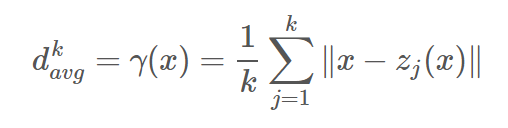 d^k_{avg} = γ(x) = \frac{1}{k} \sum_{j=1}^{k} ‖x − z_j(x)‖